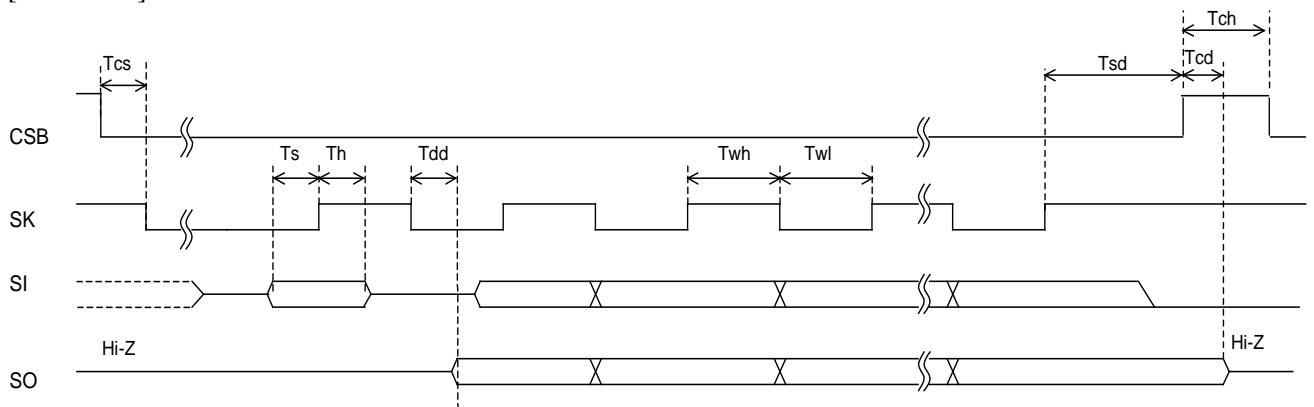 Tch
Tcs
Tsd
Tcd
CSB
Ts
Th
Tdd
Twh
Twl
SK
SI
Hi-Z
Hi-Z
SO